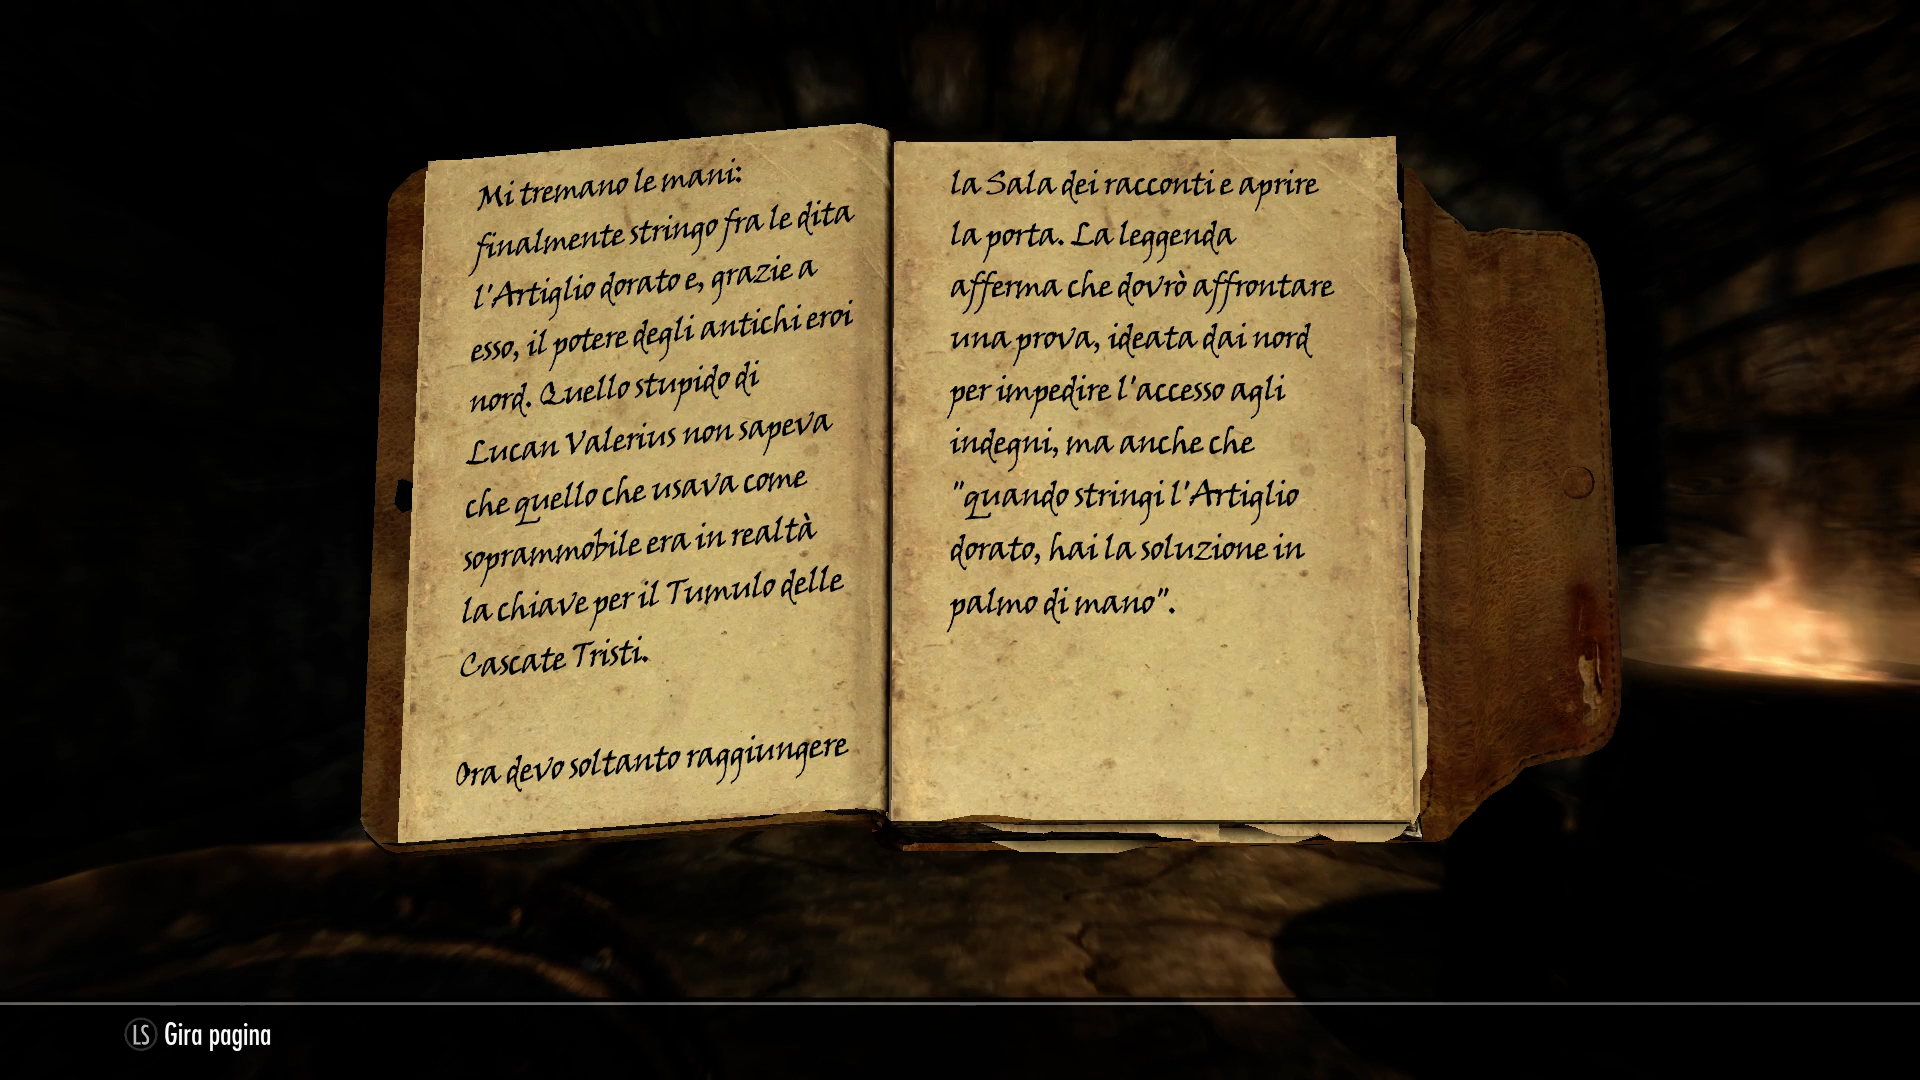 Mi tremano le mani:
finalmente stringo fra le dita
l'Artiglio dorato e, grazie a
esso, il potere degli antichi eroi
nord. Quello stupido di
Lucan Valerius non sapeva
che quello che usava come
soprammobile era in realtà
la chiave per il Tumulo delle
Cascate Tristi.
Ora devo soltanto raggiungere
la Sala dei racconti e aprire
la porta. La leggenda
afferma che dovrò affrontare
una prova, ideata dai nord
per impedire l'accesso agli
indegni, ma anche che
"quando stringi l'Artiglio
dorato, hai la soluzione in
palmo di mano".
LS Gira pagina